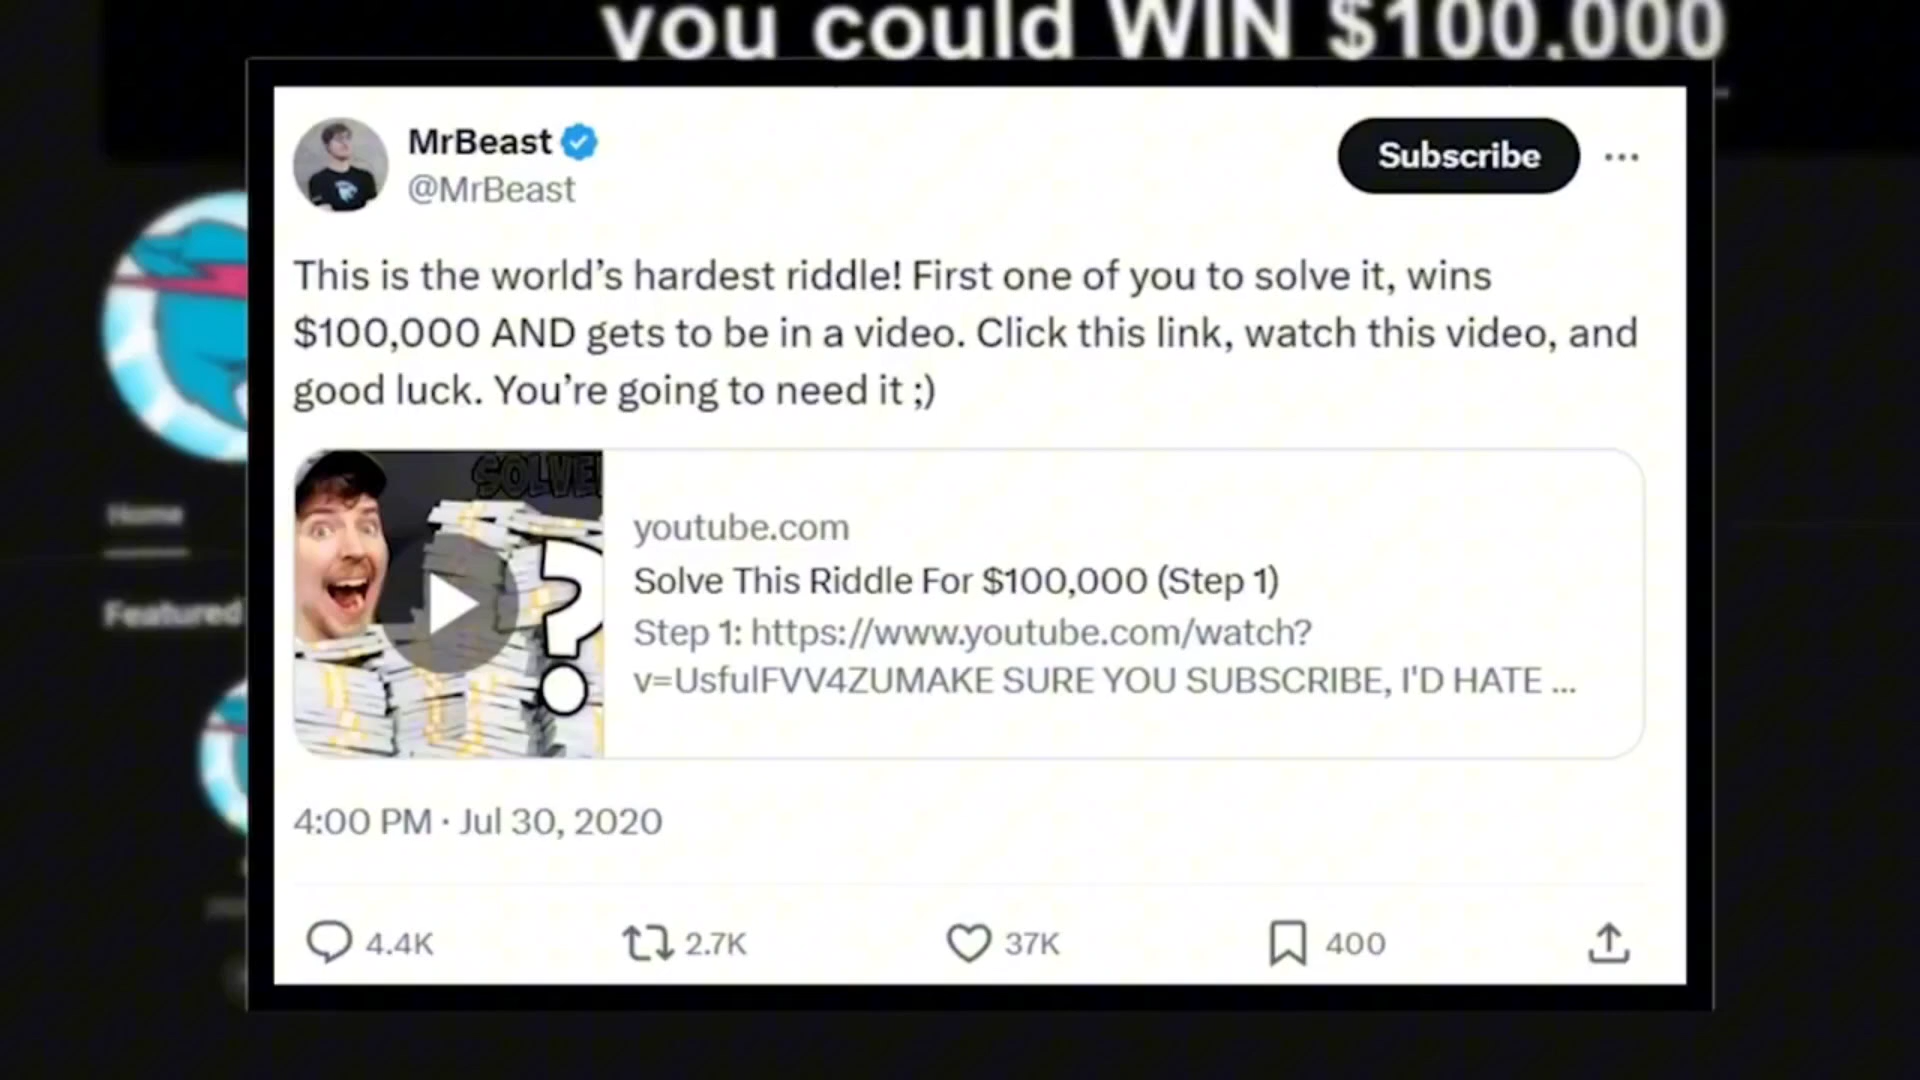 you could WIN $100,000
MrBeast
@MrBeast
Subscribe
This is the world's hardest riddle! First one of you to solve it, wins
$100,000 AND gets to be in a video. Click this link, watch this video, and
good luck. You're going to need it ;)
SOLVE
youtube.com
Solve This Riddle For $100,000 (Step 1)
Step 1: https://www.youtube.com/watch?
v=UsfulFVV4ZUMAKE SURE YOU SUBSCRIBE, I'D HATE ...
?
4:00 PM · Jul 30, 2020
4.4K
2.7K
37K
400
Home
Featured